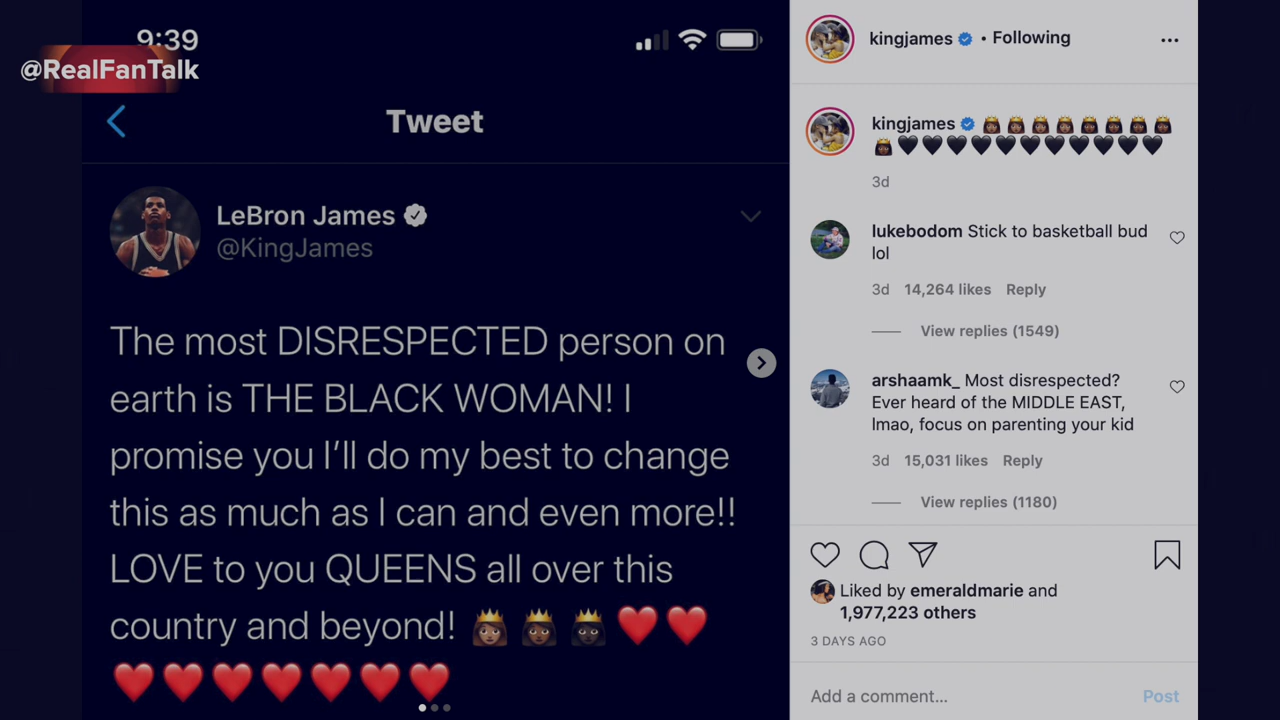 9:39
@RealFanTalk
Tweet
LeBron James
@KingJames
The most DISRESPECTED person on
earth is THE BLACK WOMAN! I
promise you I’ll do my best to change
this as much as I can and even more!!
LOVE to you QUEENS all over this
country and beyond! 👸🏽👸🏾👸🏿❤️❤️
❤️❤️❤️❤️❤️❤️❤️
kingjames • Following
kingjames 👸🏾👸🏾👸🏾👸🏾👸🏾👸🏾👸🏾👸🏾
👸🏾🖤🖤🖤🖤🖤🖤🖤🖤🖤🖤🖤
3d
lukebodom Stick to basketball bud
lol
3d 14,264 likes Reply
View replies (1549)
arshaamk_ Most disrespected?
Ever heard of the MIDDLE EAST,
lmao, focus on parenting your kid
3d 15,031 likes Reply
View replies (1180)
Liked by emeraldmarie and
1,977,223 others
3 DAYS AGO
Add a comment... Post